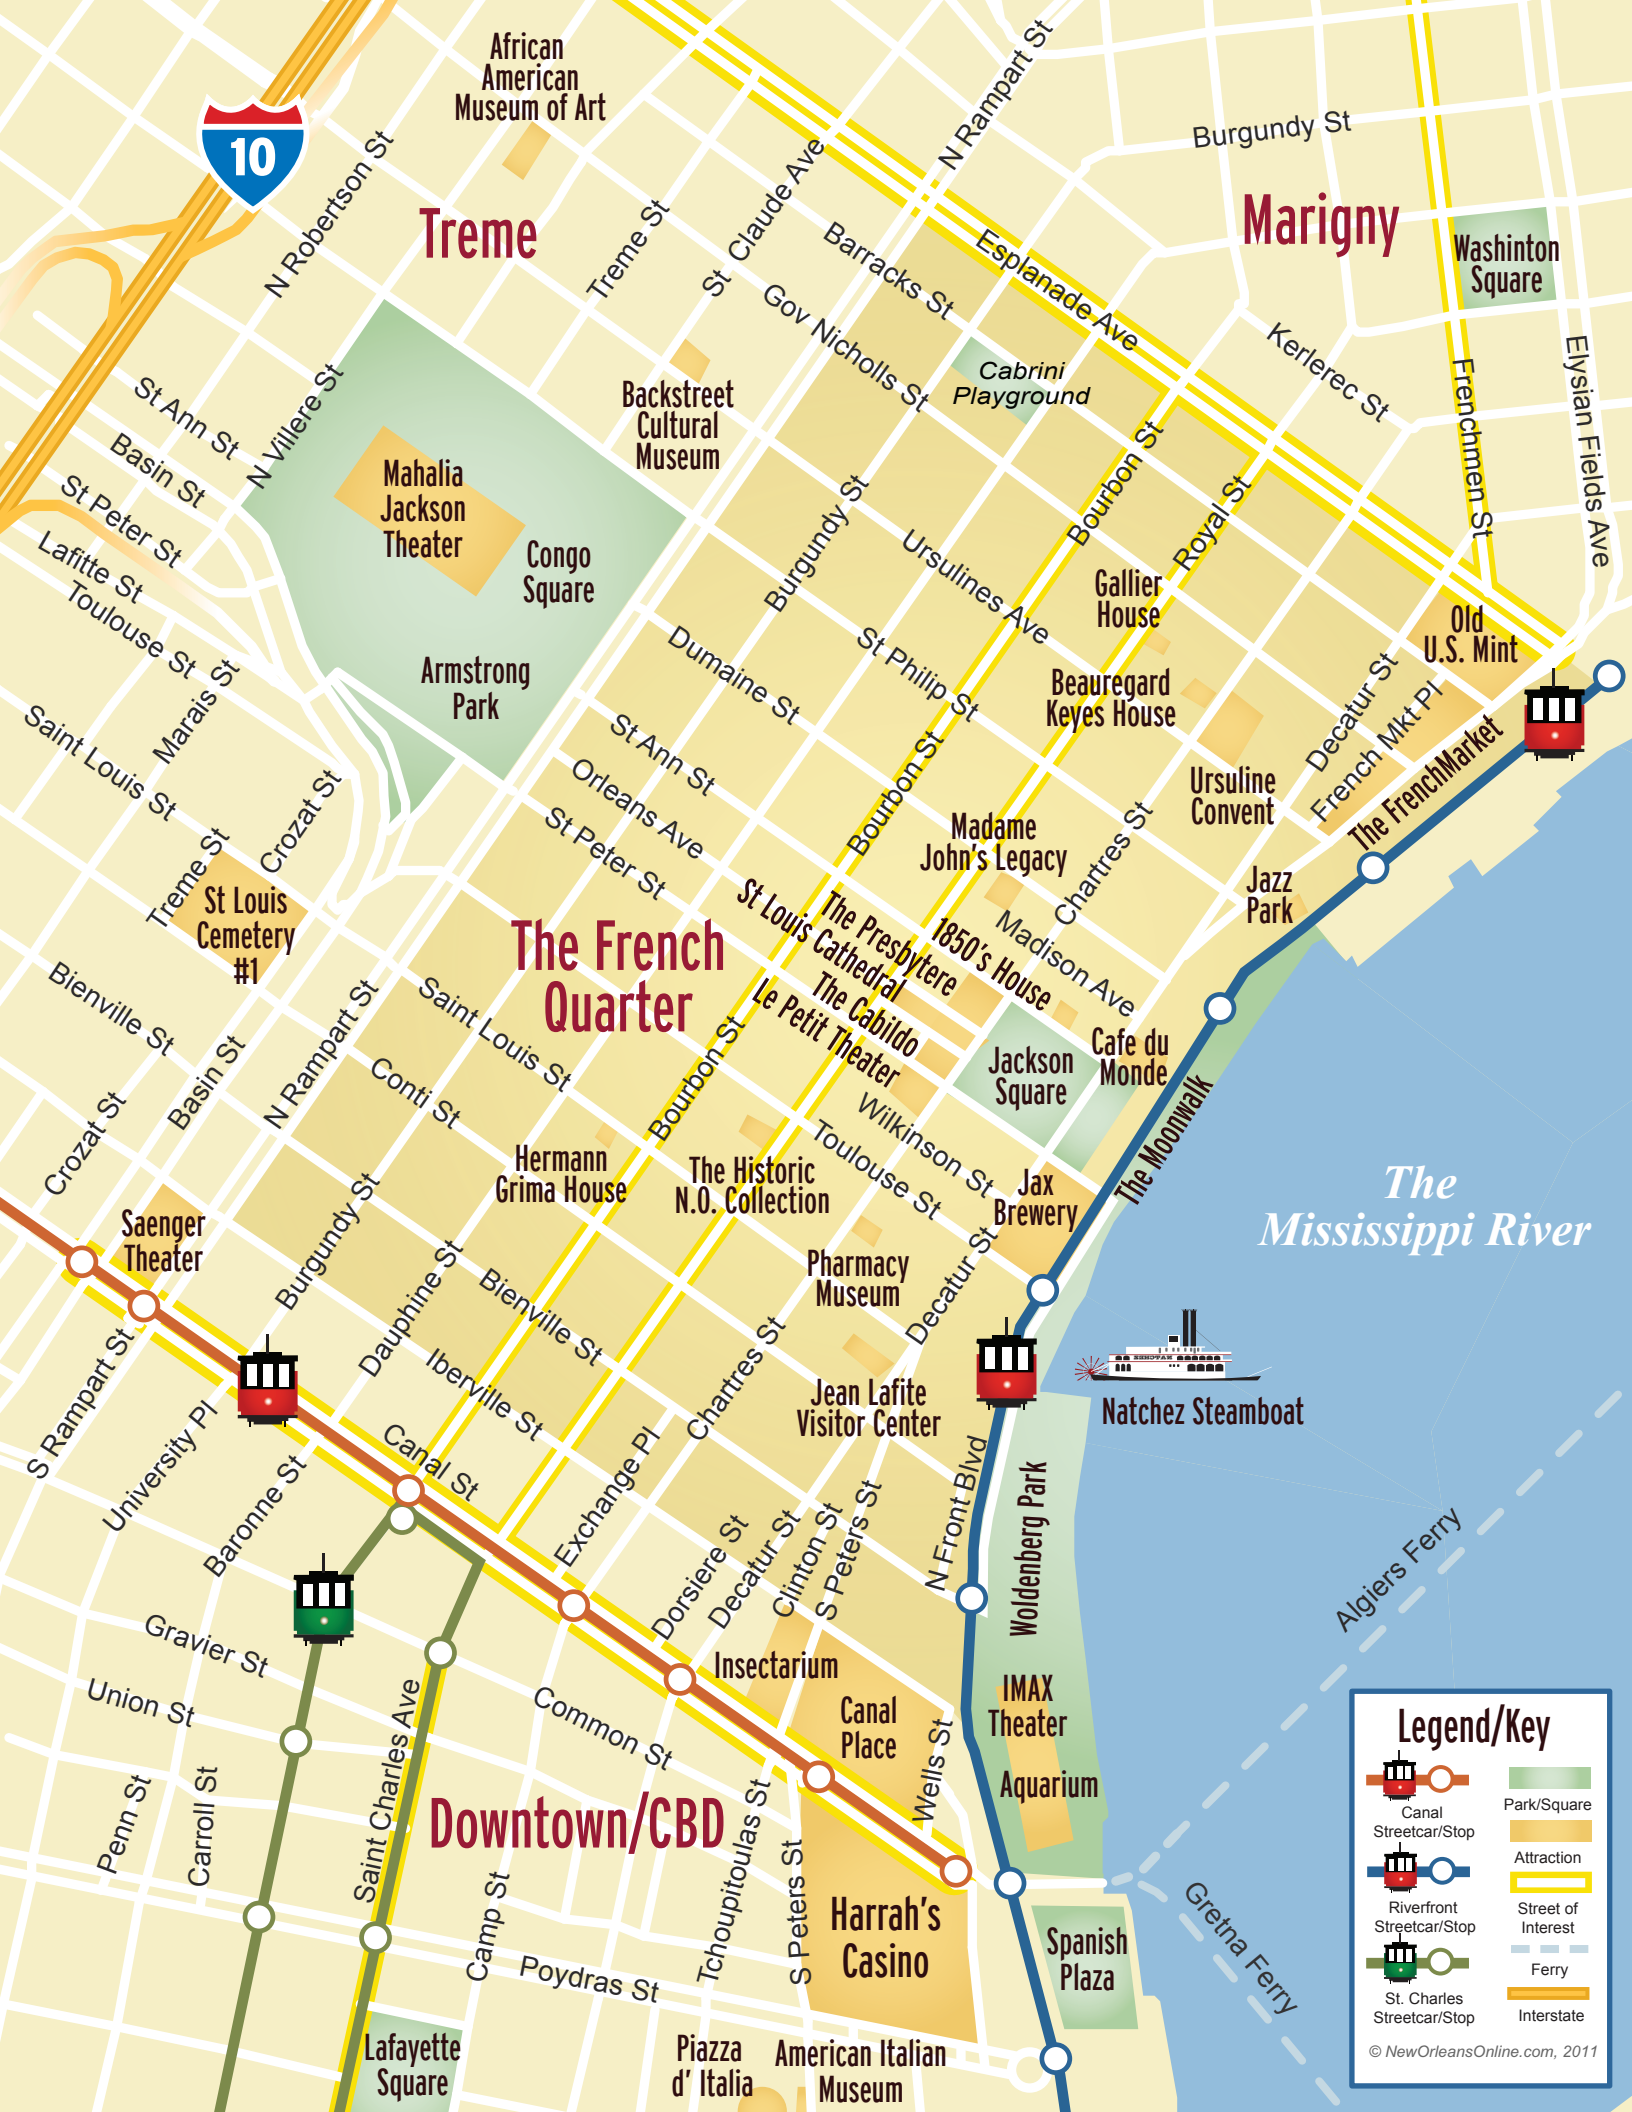 African
American
Museum of Art
N Rampart St
Burgundy St
10
N Robertson St
Treme
Treme St
St Claude Ave
Barracks St
Esplanade Ave
Marigny
Washinton
Square
Gov Nicholls St
Cabrini
Playground
Kerlerec St
Frenchmen St
Elysian Fields Ave
St Ann St
N Villere St
Basin St
St Peter St
Lafitte St
Toulouse St
Mahalia
Jackson
Theater
Congo
Square
Backstreet
Cultural
Museum
Burgundy St
Ursulines Ave
Bourbon St
Royal St
Gallier
House
Old
U.S. Mint
Armstrong
Park
Dumaine St
St Philip St
Beauregard
Keyes House
Decatur St
French Mkt Pl
The FrenchMarket
Saint Louis St
Marais St
Crozat St
Treme St
St Ann St
Orleans Ave
St Peter St
Bourbon St
Madame
John's Legacy
Chartres St
Ursuline
Convent
Jazz
Park
St Louis
Cemetery
#1
The French
Quarter
The Presbytere
St Louis Cathedral
The Cabildo
Le Petit Theater
1850's House
Madison Ave
Jackson
Square
Cafe du
Monde
The Moonwalk
Bienville St
Basin St
Crozat St
N Rampart St
Saint Louis St
Conti St
Bourbon St
Wilkinson St
Toulouse St
Hermann
Grima House
The Historic
N.O. Collection
Jax
Brewery
The
Mississippi River
Saenger
Theater
Burgundy St
Dauphine St
Bienville St
Iberville St
Pharmacy
Museum
Decatur St
Chartres St
Jean Lafite
Visitor Center
NATCHEZ
Natchez Steamboat
S Rampart St
University Pl
Baronne St
Canal St
Exchange Pl
Dorsiere St
Decatur St
Clinton St
S Peters St
N Front Blvd
Woldenberg Park
Algiers Ferry
Gravier St
Union St
Common St
Insectarium
Canal
Place
Wells St
IMAX
Theater
Aquarium
Penn St
Carroll St
Saint Charles Ave
Downtown/CBD
Camp St
Tchoupitoulas St
S Peters St
Poydras St
Harrah's
Casino
Spanish
Plaza
Gretna Ferry
Lafayette
Square
Piazza
d' Italia
American Italian
Museum
Legend/Key
Canal
Streetcar/Stop
Park/Square
Attraction
Riverfront
Streetcar/Stop
Street of
Interest
Ferry
St. Charles
Streetcar/Stop
Interstate
© NewOrleansOnline.com, 2011